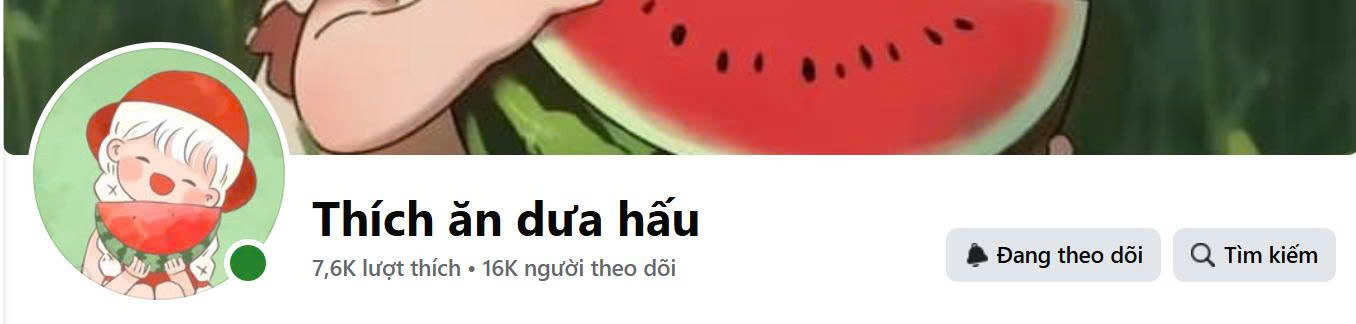 Thích ăn dưa hấu
7,6K lượt thích • 16K người theo dõi
Đang theo dõi
Tìm kiếm